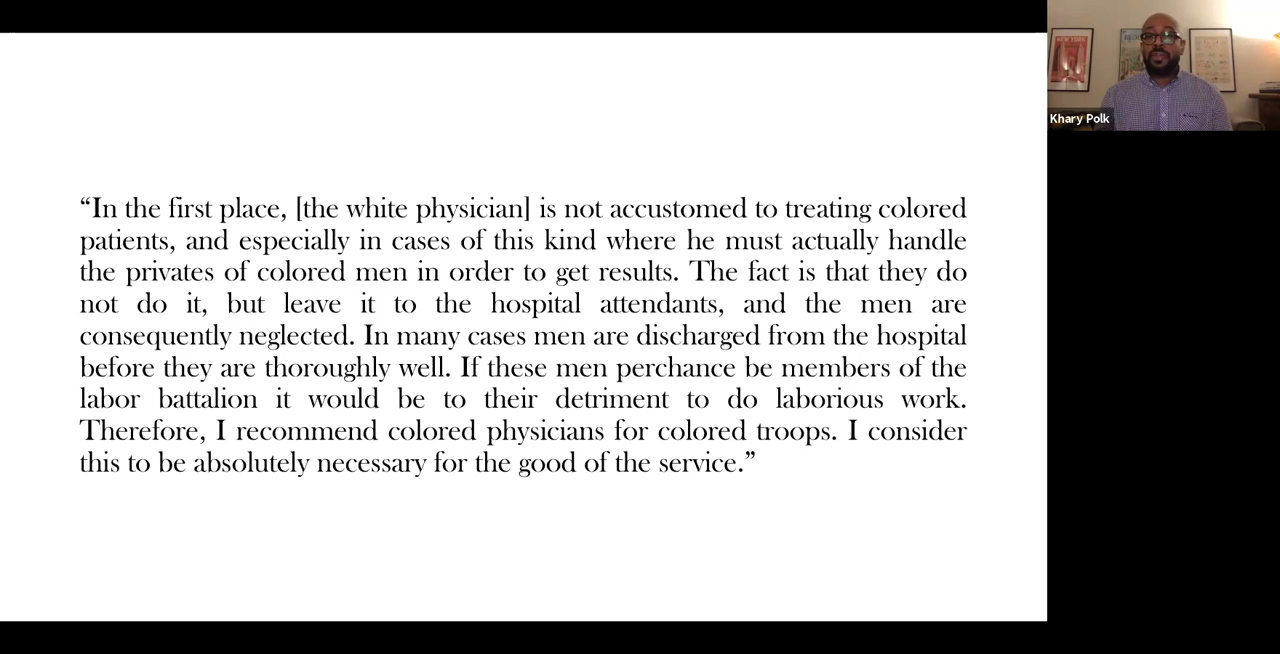 “In the first place, [the white physician] is not accustomed to treating colored
patients, and especially in cases of this kind where he must actually handle
the privates of colored men in order to get results. The fact is that they do
not do it, but leave it to the hospital attendants, and the men are
consequently neglected. In many cases men are discharged from the hospital
before they are thoroughly well. If these men perchance be members of the
labor battalion it would be to their detriment to do laborious work.
Therefore, I recommend colored physicians for colored troops. I consider
this to be absolutely necessary for the good of the service.”
NEW YORK
Khary Polk